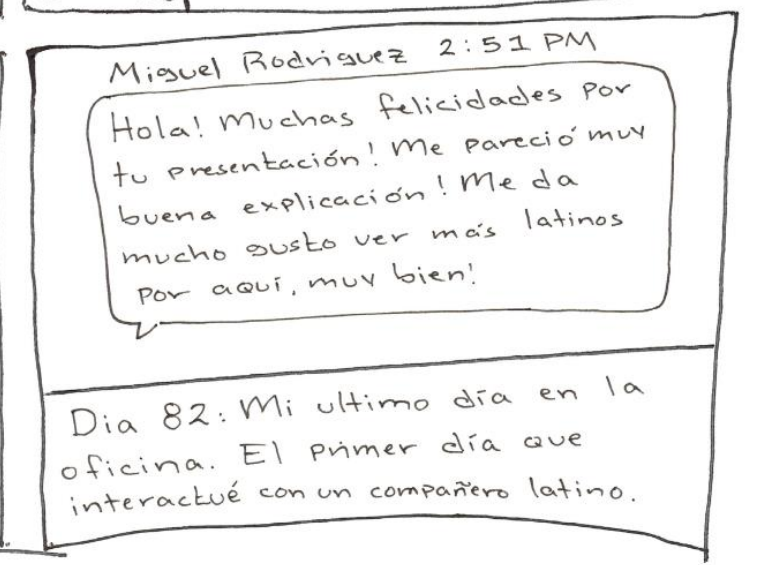 Miguel Rodriguez 2:51 PM
Hola! Muchas felicidades por
tu presentación! Me pareció muy
buena explicación! Me da
mucho gusto ver más latinos
por aquí, muy bien!
Dia 82: Mi ultimo día en la
oficina. El primer día que
interactué con un compañero latino.